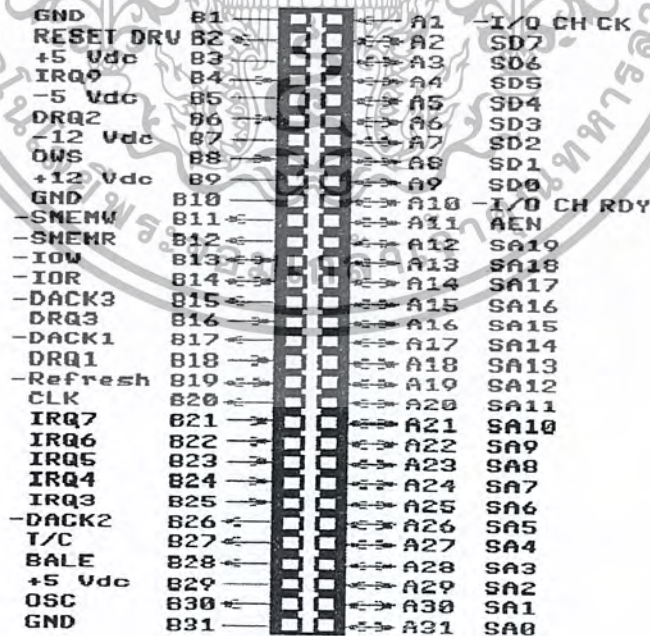 GND B1 A1 -I/O CH CK
RESET DRV B2 A2 SD7
+5 Vdc B3 A3 SD6
IRQ9 B4 A4 SD5
-5 Vdc B5 A5 SD4
DRQ2 B6 A6 SD3
-12 Vdc B7 A7 SD2
OWS B8 A8 SD1
+12 Vdc B9 A9 SD0
GND B10 A10 -I/O CH RDY
-SMEMW B11 A11 AEN
-SMEMR B12 A12 SA19
-IOW B13 A13 SA18
-IOR B14 A14 SA17
-DACK3 B15 A15 SA16
DRQ3 B16 A16 SA15
-DACK1 B17 A17 SA14
DRQ1 B18 A18 SA13
-Refresh B19 A19 SA12
CLK B20 A20 SA11
IRQ7 B21 A21 SA10
IRQ6 B22 A22 SA9
IRQ5 B23 A23 SA8
IRQ4 B24 A24 SA7
IRQ3 B25 A25 SA6
-DACK2 B26 A26 SA5
T/C B27 A27 SA4
BALE B28 A28 SA3
+5 Vdc B29 A29 SA2
OSC B30 A30 SA1
GND B31 A31 SA0